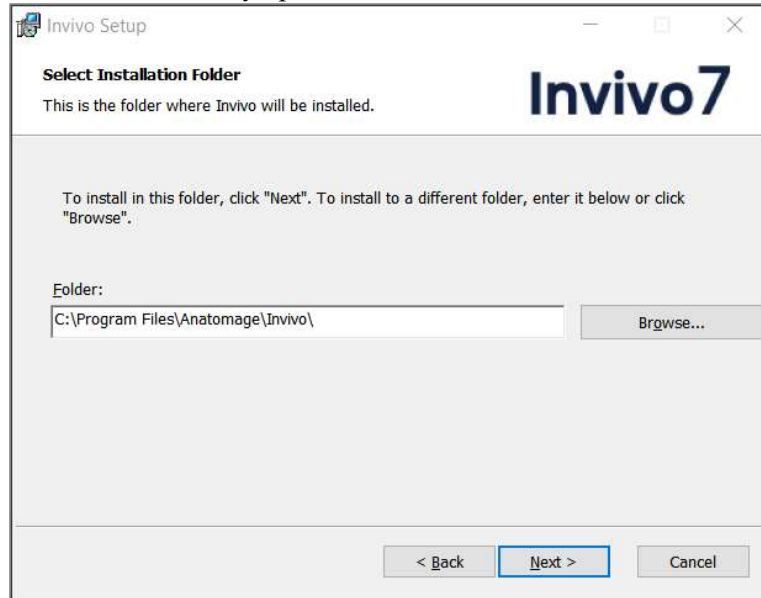 Invivo Setup
Select Installation Folder
This is the folder where Invivo will be installed.
Invivo7
To install in this folder, click "Next". To install to a different folder, enter it below or click
"Browse".
Folder:
C:\Program Files\Anatomage\Invivo\
Browse...
< Back
Next >
Cancel